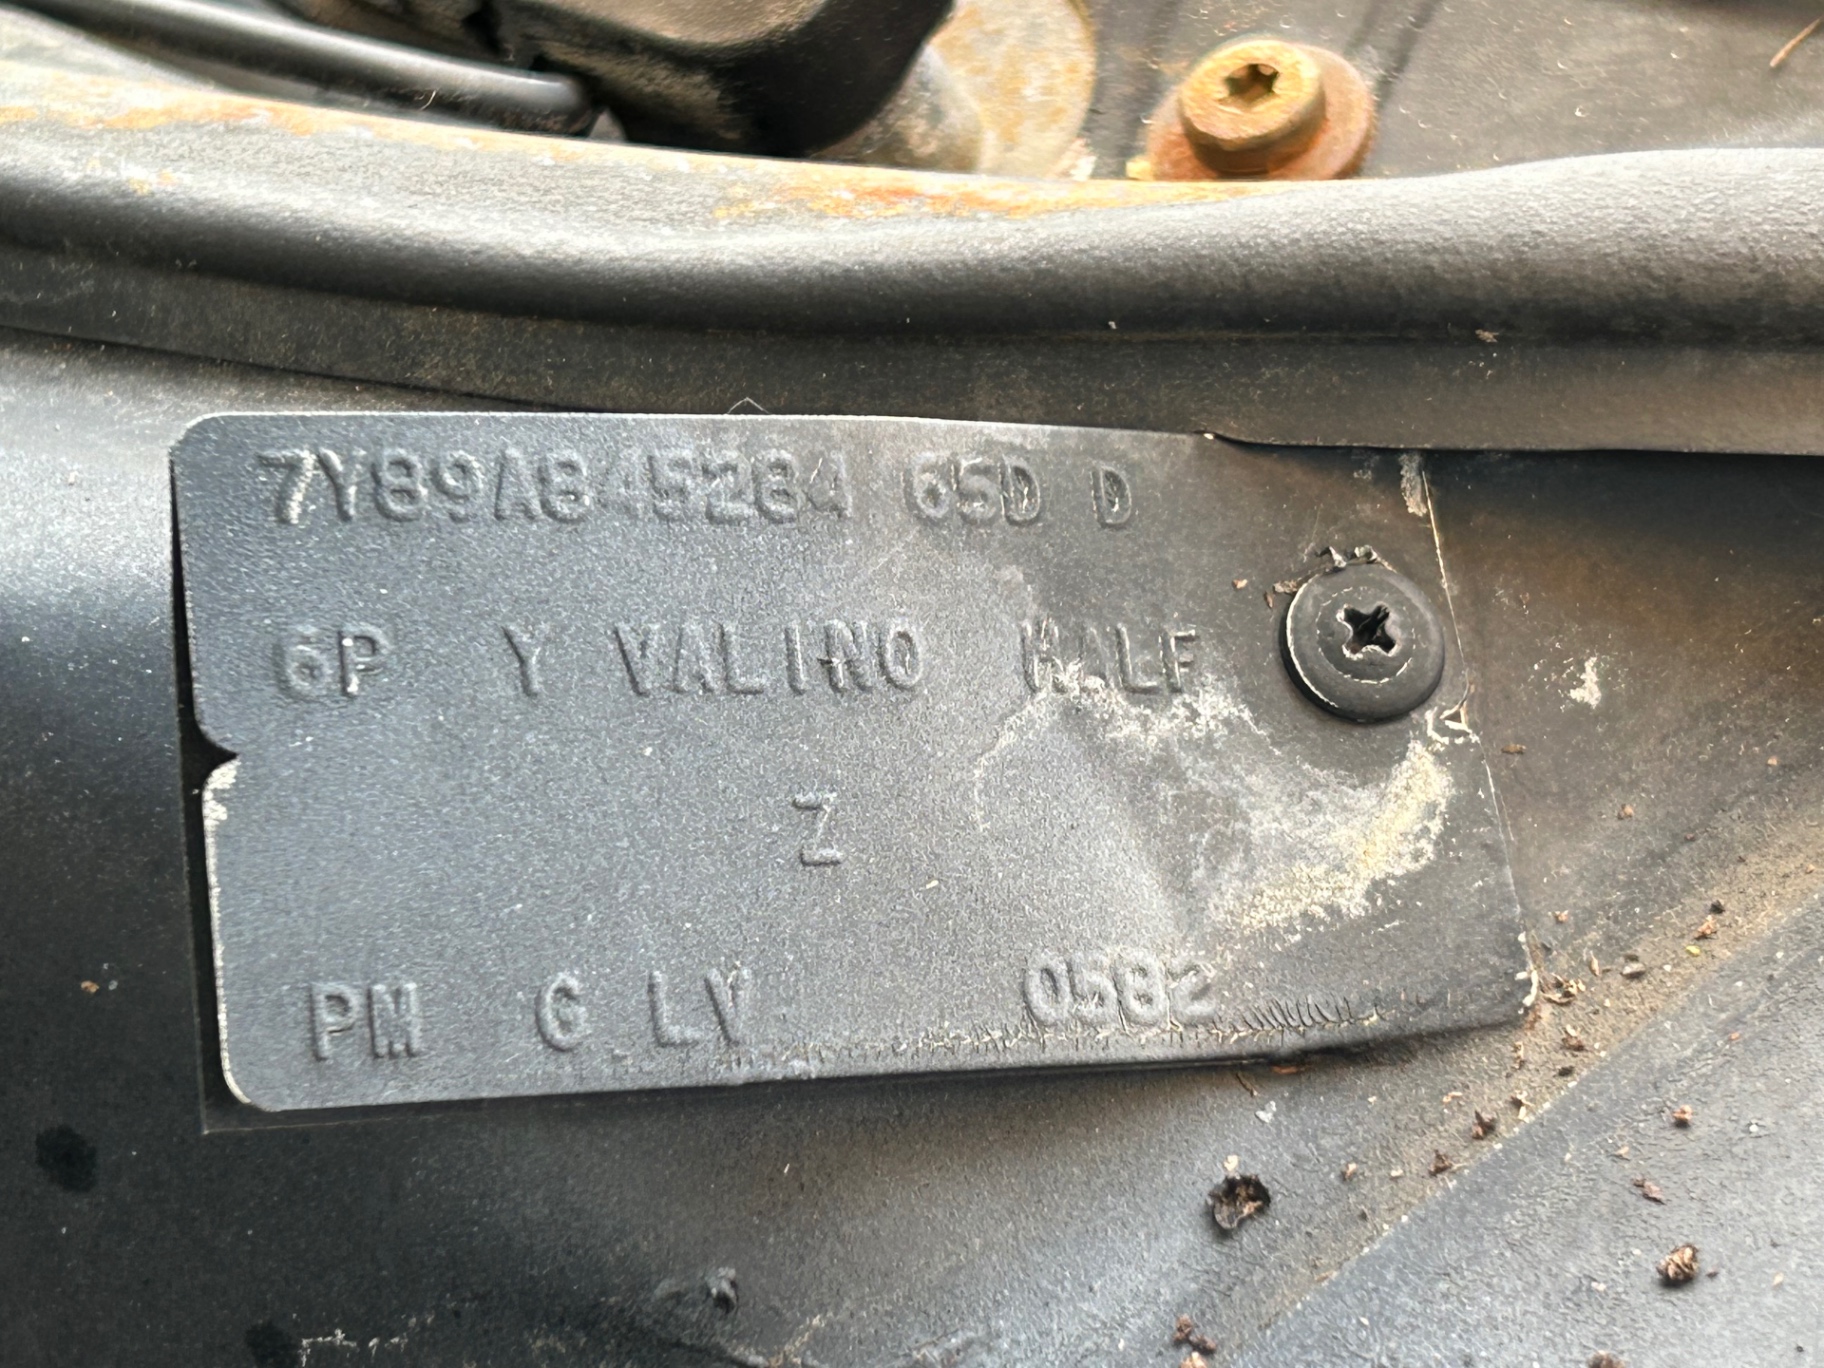 7Y89A845284 65D D
6P Y VALINO HALF
Z
PM G LV 0582